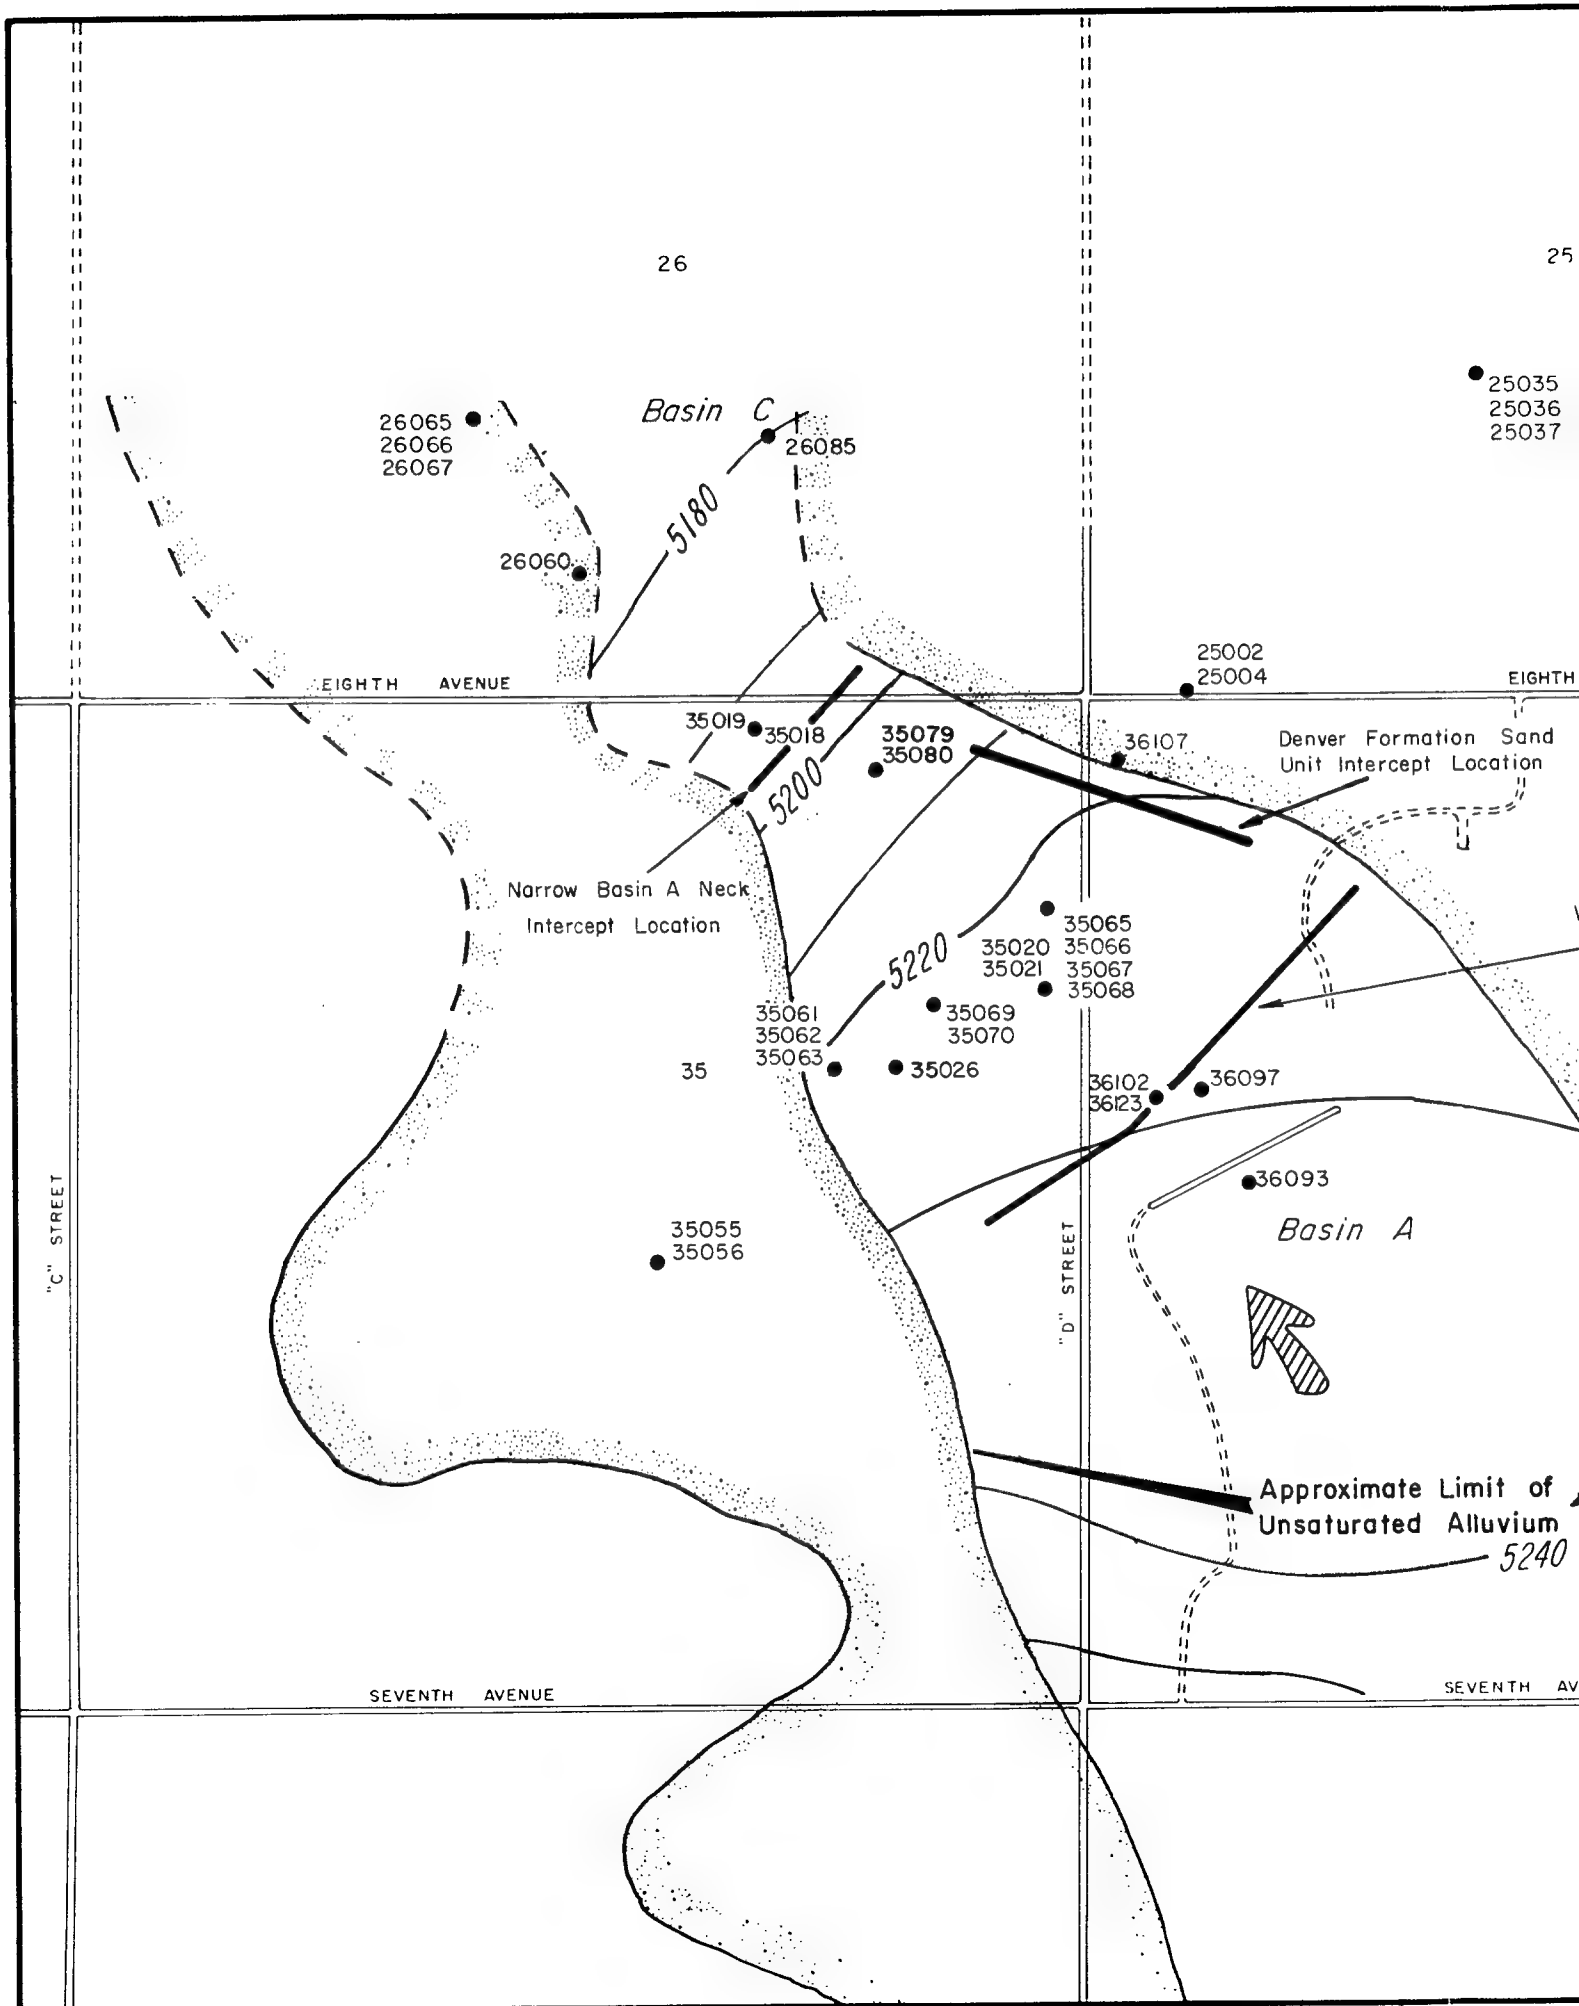 26
25
25035
25036
25037
Basin C
26065
26066
26067
26085
5180
26060
25002
25004
EIGHTH AVENUE
EIGHTH
35019
35018
35079
35080
36107
Denver Formation Sand
Unit Intercept Location
5200
Narrow Basin A Neck
Intercept Location
35065
35020 35066
35021 35067
35068
5220
35061
35062
35063
35069
35070
35
35026
36102
36123
36097
36093
Basin A
"C" STREET
35055
35056
"D" STREET
Approximate Limit of
Unsaturated Alluvium
5240
SEVENTH AVENUE
SEVENTH AV